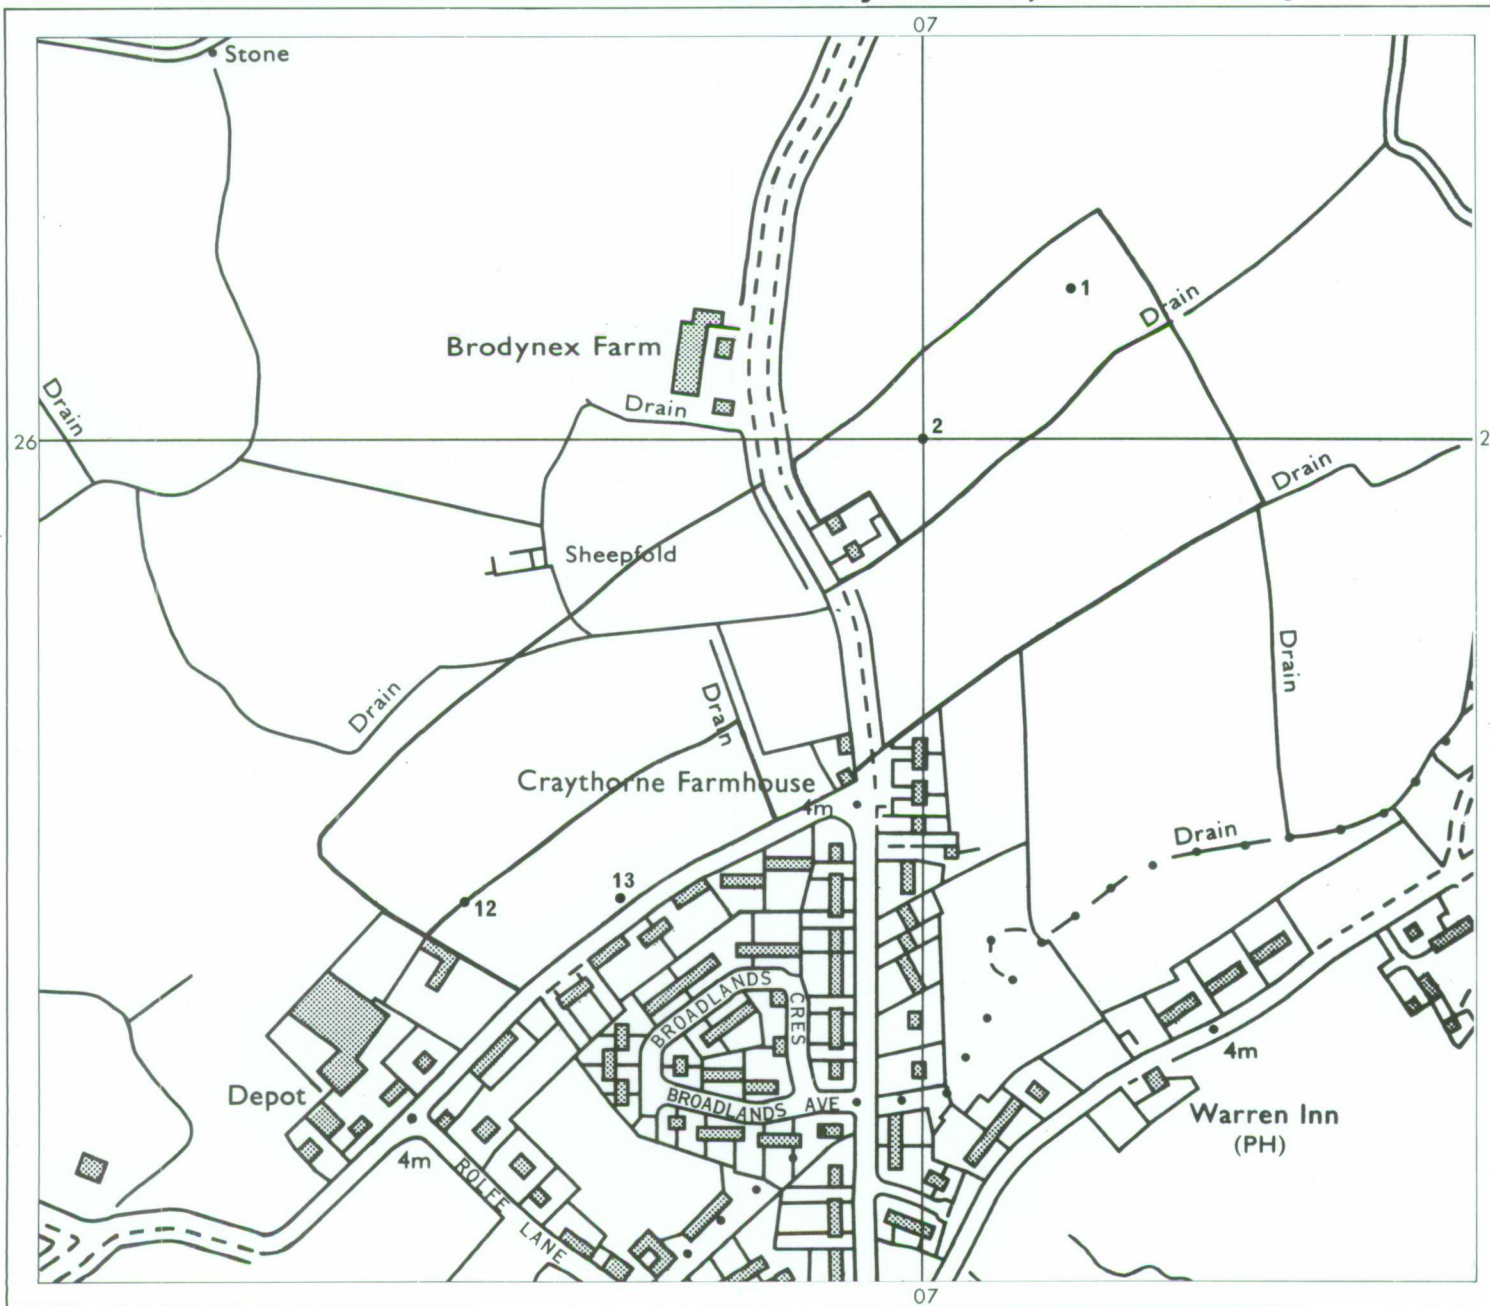 07
Stone
1
Drain
Brodynex Farm
Drain
Drain
26
2
2
Drain
Sheepfold
Drain
Drain
Drain
Craythorne Farmhouse
4m
Drain
13
12
BROADLANDS
CRES
4m
Depot
BROADLANDS AVE
Warren Inn
(PH)
4m
ROLFE LANE
07